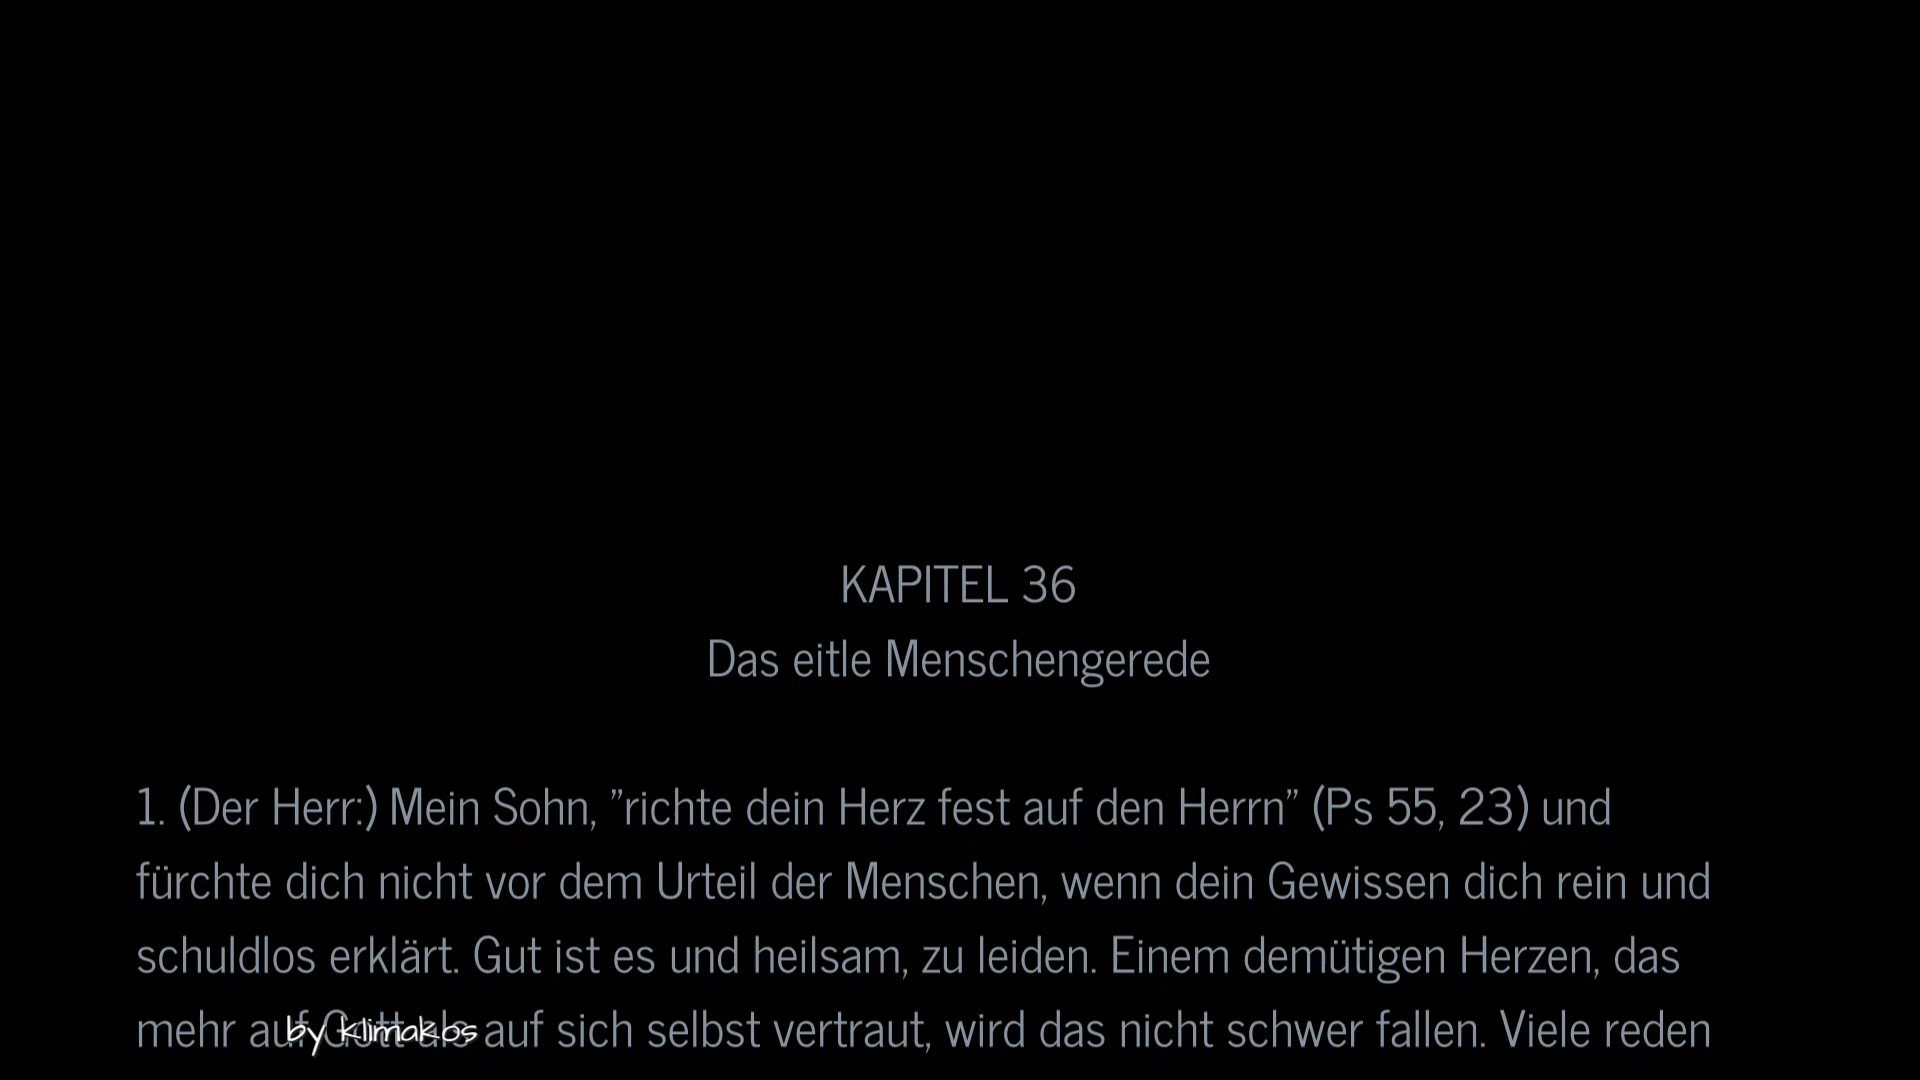 KAPITEL 36
Das eitle Menschengerede
1. (Der Herr:) Mein Sohn, ”richte dein Herz fest auf den Herrn” (Ps 55, 23) und
fürchte dich nicht vor dem Urteil der Menschen, wenn dein Gewissen dich rein und
schuldlos erklärt. Gut ist es und heilsam, zu leiden. Einem demütigen Herzen, das
mehr auf Gott als auf sich selbst vertraut, wird das nicht schwer fallen. Viele reden
by klimakos